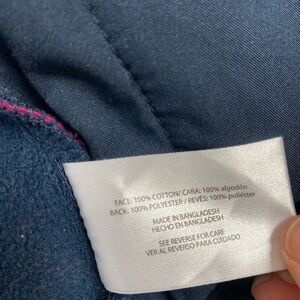 FACE: 100% COTTON/ CARA: 100% algodón
BACK: 100% POLYESTER / REVÉS: 100% poliéster
MADE IN BANGLADESH
HECHO EN BANGLADESH
SEE REVERSE FOR CARE
VER AL REVERSO PARA CUIDADO